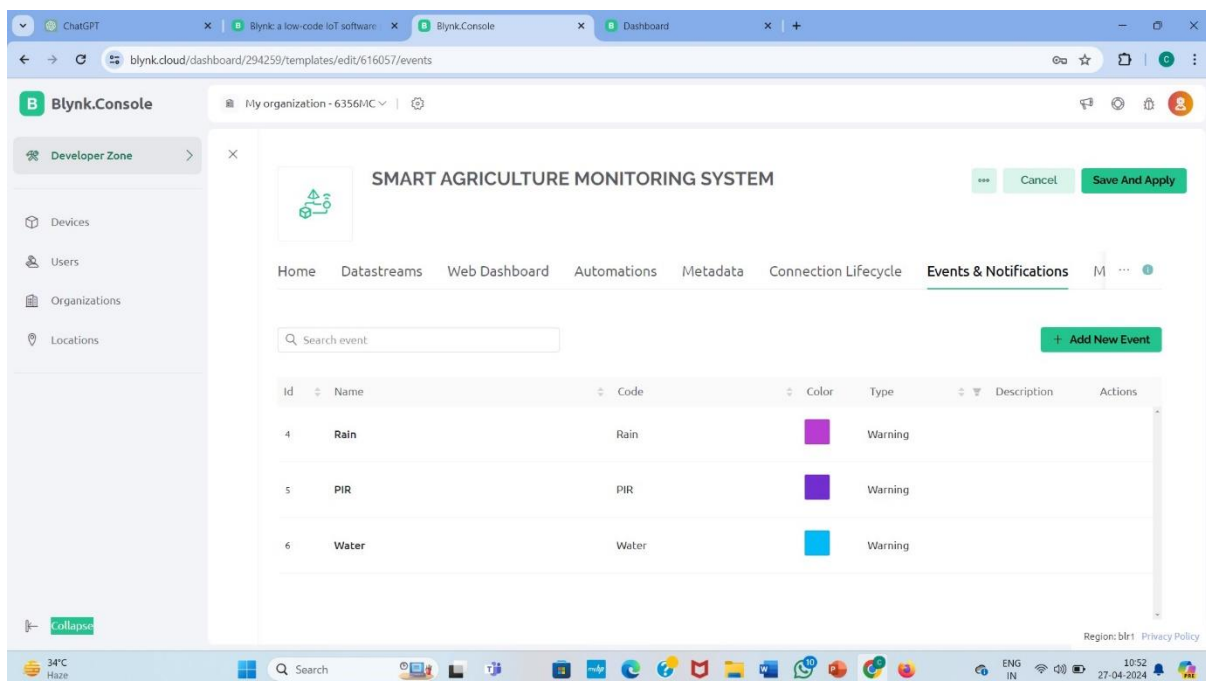 ChatGPT
Blynk: a low-code IoT software
Blynk.Console
Dashboard
blynk.cloud/dashboard/294259/templates/edit/616057/events
B Blynk.Console
My organization - 6356MC
Developer Zone
Devices
Users
Organizations
Locations
Collapse
SMART AGRICULTURE MONITORING SYSTEM
Cancel
Save And Apply
Home Datastreams Web Dashboard Automations Metadata Connection Lifecycle Events & Notifications M ...
Search event
+ Add New Event
Id Name Code Color Type Description Actions
4 Rain Rain Warning
5 PIR PIR Warning
6 Water Water Warning
Region: blr1 Privacy Policy
34°C
Haze
Search
ENG
IN
10:52
27-04-2024